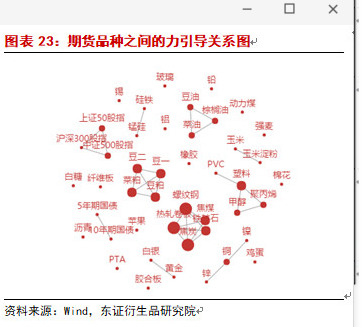 图表 23：期货品种之间的力引导关系图
玻璃
铅
锡
硅铁
豆油
棕榈油
动力煤
上证50股指
锰硅
铝
菜油
强麦
沪深300股指
中证500股指
玉米
玉米淀粉
豆二
豆一
橡胶
PVC
白糖
纤维板
菜粕
豆粕
塑料
棉花
聚丙烯
5年期国债
螺纹钢
甲醇
热轧卷板
焦煤
铁矿石
沥青
10年期国债
苹果
焦炭
镍
PTA
白银
黄金
铜
鸡蛋
锌
胶合板
资料来源：Wind，东证衍生品研究院